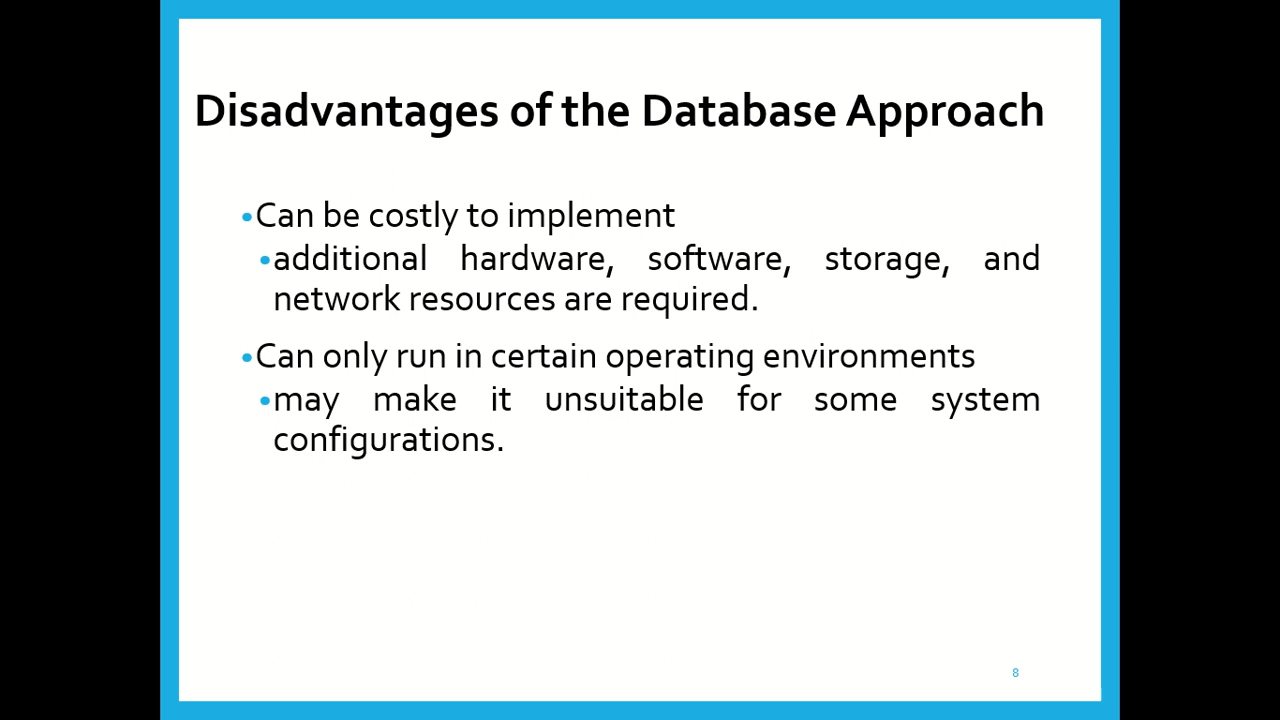 Disadvantages of the Database Approach
•Can be costly to implement
•additional hardware, software, storage, and
network resources are required.
•Can only run in certain operating environments
•may make it unsuitable for some system
configurations.
8